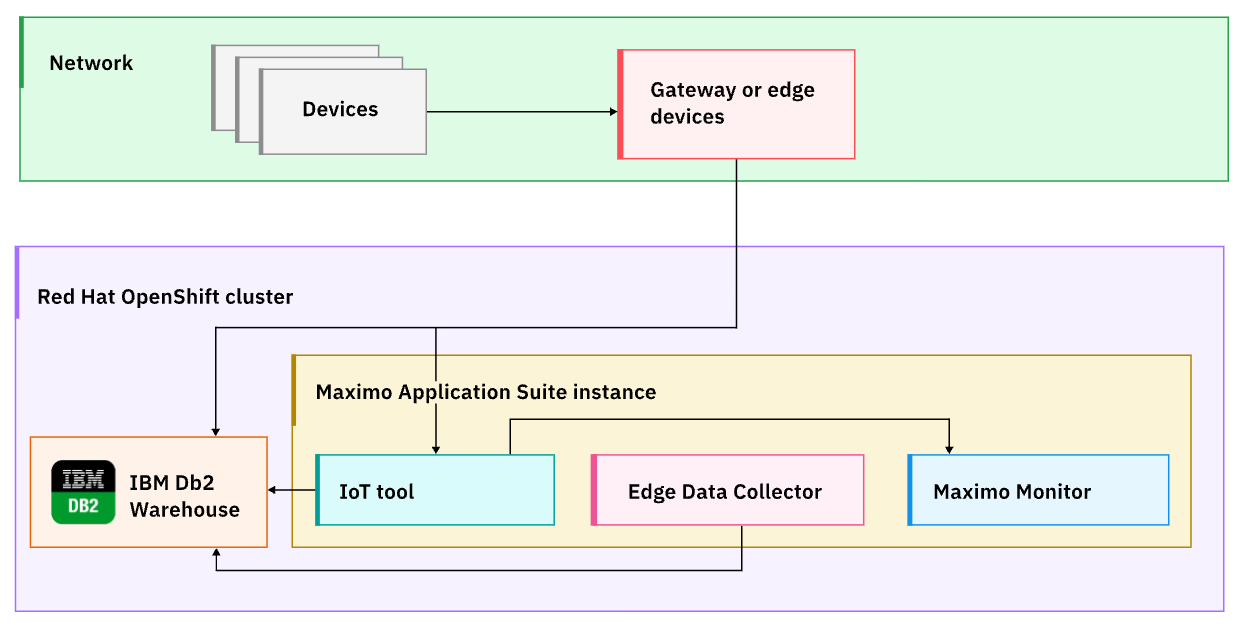 Network
Devices
Gateway or edge
devices
Red Hat OpenShift cluster
Maximo Application Suite instance
IBM
DB2
IBM Db2
Warehouse
IoT tool
Edge Data Collector
Maximo Monitor